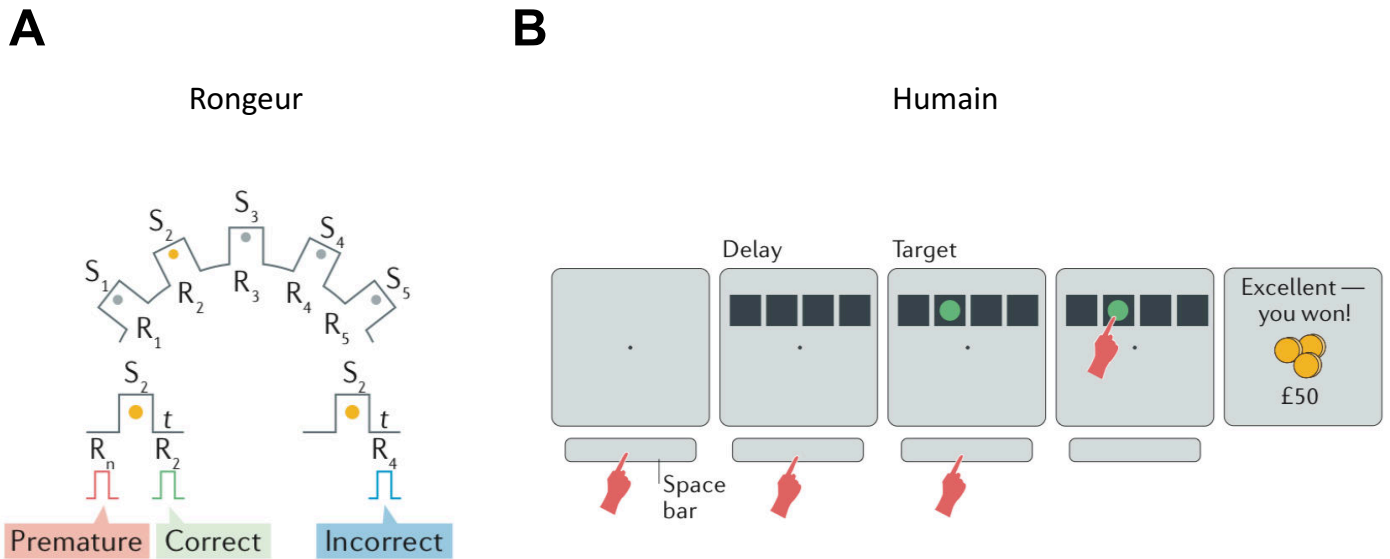 A
B
Rongeur
Humain
S1
S2
S3
S4
S5
R1
R2
R3
R4
R5
S2
t
Rn
R2
S2
t
R4
Premature
Correct
Incorrect
Delay
Target
Space
bar
Excellent —
you won!
£50